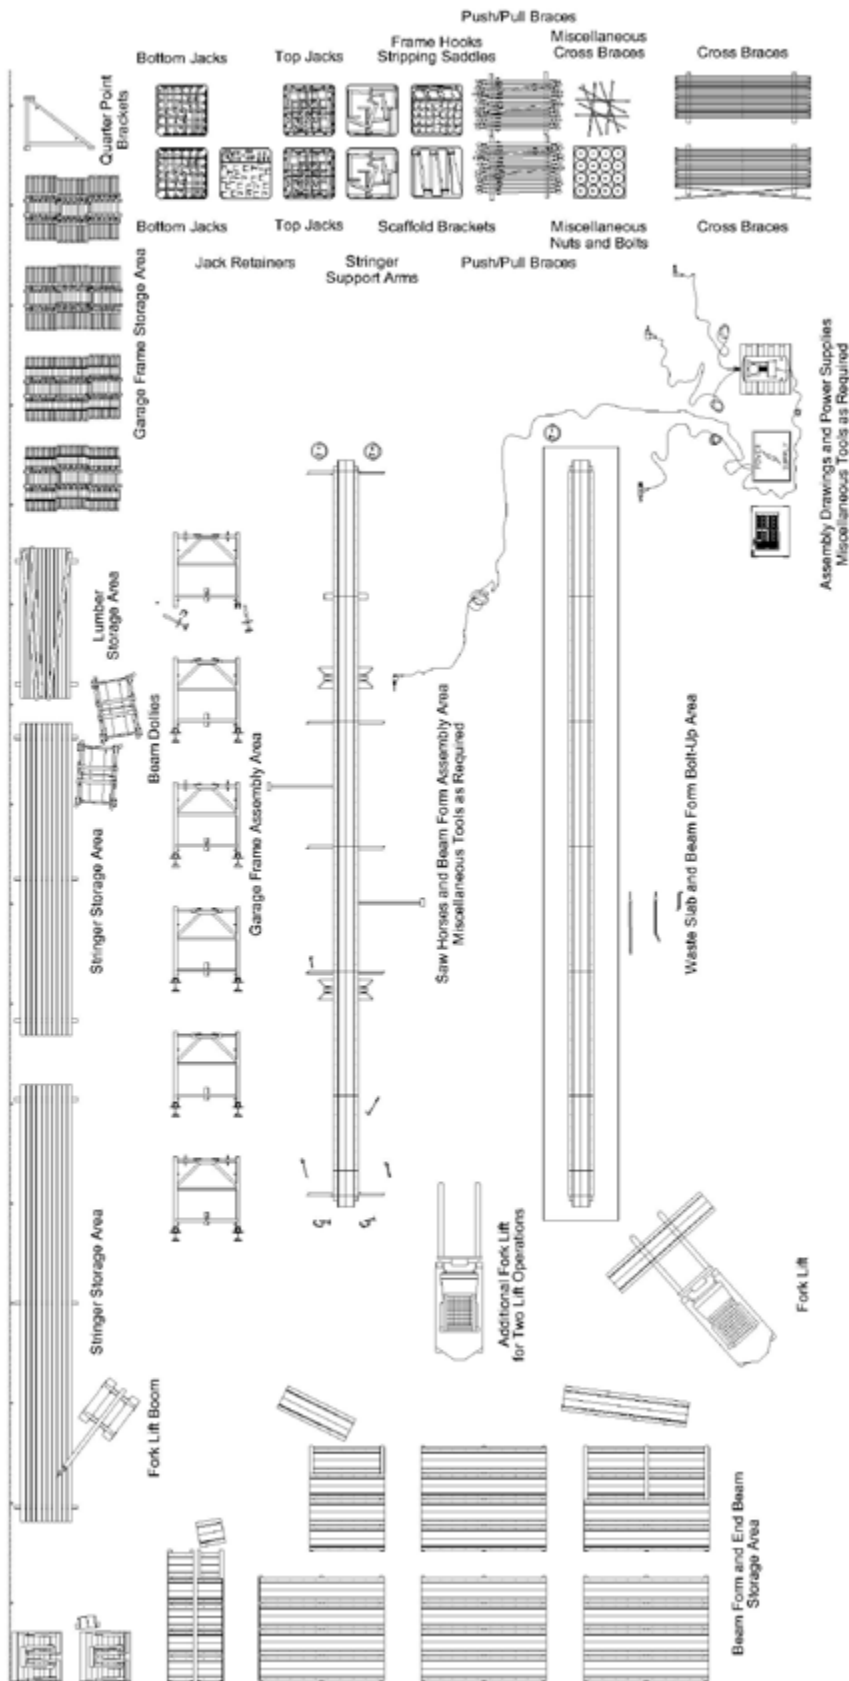 Push/Pull Braces
Bottom Jacks
Top Jacks
Frame Hooks
Stripping Saddles
Miscellaneous
Cross Braces
Cross Braces
Quarter Point
Brackets
Bottom Jacks
Top Jacks
Scaffold Brackets
Miscellaneous
Nuts and Bolts
Cross Braces
Jack Retainers
Stringer
Support Arms
Push/Pull Braces
Garage Frame Storage Area
Assembly Drawings and Power Supplies
Miscellaneous Tools as Required
POWER
SUPPLY
Lumber
Storage Area
Beam Dollies
Garage Frame Assembly Area
Saw Horses and Beam Form Assembly Area
Miscellaneous Tools as Required
Waste Slab and Beam Form Bolt-Up Area
Stringer Storage Area
Stringer Storage Area
Additional Fork Lift
for Two Lift Operations
Fork Lift
Fork Lift Boom
Beam Form and End Beam
Storage Area